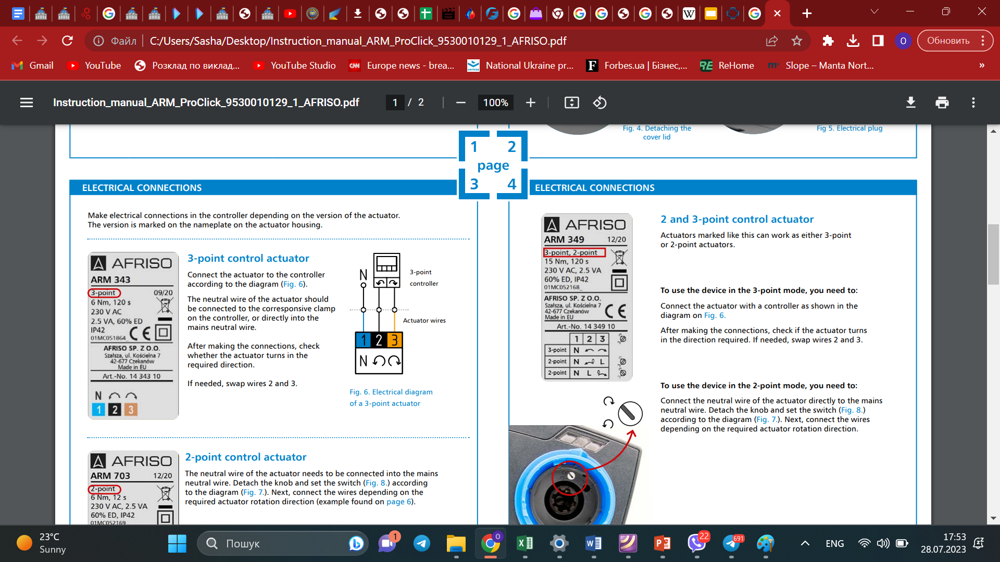 Файл
C:/Users/Sasha/Desktop/Instruction_manual_ARM_ProClick_9530010129_1_AFRISO.pdf
O
Обновить
Gmail
YouTube
Розклад по виклад...
YouTube Studio
CNN
Europe news - brea...
National Ukraine pr...
F
Forbes.ua | Бізнес,...
RE
ReHome
Slope – Manta Nort...
»
Instruction_manual_ARM_ProClick_9530010129_1_AFRISO.pdf
1 / 2
100%
Fig. 4. Detaching the
cover lid
Fig 5. Electrical plug
1 2
page
3 4
ELECTRICAL CONNECTIONS
Make electrical connections in the controller depending on the version of the actuator.
The version is marked on the nameplate on the actuator housing.
AFRISO
ARM 343
3-point 09/20
6 Nm, 120 s
230 V AC
2.5 VA, 60% ED
IP42
01MC051864_
CE
AFRISO SP. Z O.O.
Szałsza, ul. Kościelna 7
42-677 Czekanów
Made in EU
Art.-No. 14 343 10
N
1 2 3
3-point control actuator
Connect the actuator to the controller
according to the diagram (Fig. 6).
The neutral wire of the actuator should
be connected to the corresponsive clamp
on the controller, or directly into the
mains neutral wire.
After making the connections, check
whether the actuator turns in the
required direction.
If needed, swap wires 2 and 3.
N
3-point
controller
Actuator wires
1 2 3
N
Fig. 6. Electrical diagram
of a 3-point actuator
AFRISO
ARM 703 12/20
2-point
6 Nm, 12 s
230 V AC, 2.5 VA
60% ED, IP42
01MC052169
2-point control actuator
The neutral wire of the actuator needs to be connected into the mains
neutral wire. Detach the knob and set the switch (Fig. 8.) according
to the diagram (Fig. 7.). Next, connect the wires depending on the
required actuator rotation direction (example found on page 6).
ELECTRICAL CONNECTIONS
AFRISO
ARM 349 12/20
3-point, 2-point
15 Nm, 120 s
230 V AC, 2.5 VA
60% ED, IP42
01MC052168_
AFRISO SP. Z O.O.
Szałsza, ul. Kościelna 7
42-677 Czekanów
Made in EU
CE
Art.-No. 14 349 10
1 2 3
3-point N
2-point N L
2-point N L
2 and 3-point control actuator
Actuators marked like this can work as either 3-point
or 2-point actuators.
To use the device in the 3-point mode, you need to:
Connect the actuator with a controller as shown in the
diagram on Fig. 6.
After making the connections, check if the actuator turns
in the direction required. If needed, swap wires 2 and 3.
To use the device in the 2-point mode, you need to:
Connect the neutral wire of the actuator directly to the mains
neutral wire. Detach the knob and set the switch (Fig. 8.)
according to the diagram (Fig. 7.). Next, connect the wires
depending on the required actuator rotation direction.
23°C
Sunny
Пошук
1
22
691
ENG
17:53
28.07.2023